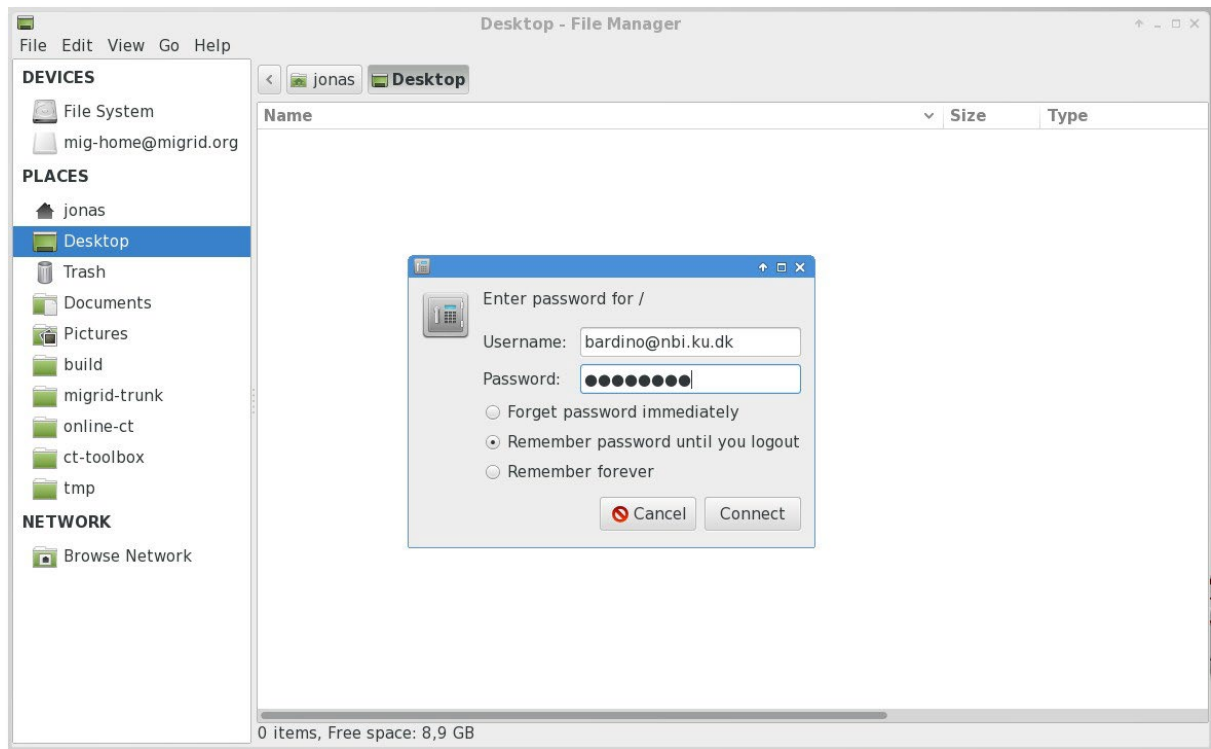 Desktop - File Manager
File Edit View Go Help
DEVICES
File System
mig-home@migrid.org
PLACES
jonas
Desktop
Trash
Documents
Pictures
build
migrid-trunk
online-ct
ct-toolbox
tmp
NETWORK
Browse Network
jonas Desktop
Name Size Type
Enter password for /
Username: bardino@nbi.ku.dk
Password: ●●●●●●●●
Forget password immediately
Remember password until you logout
Remember forever
Cancel Connect
0 items, Free space: 8,9 GB